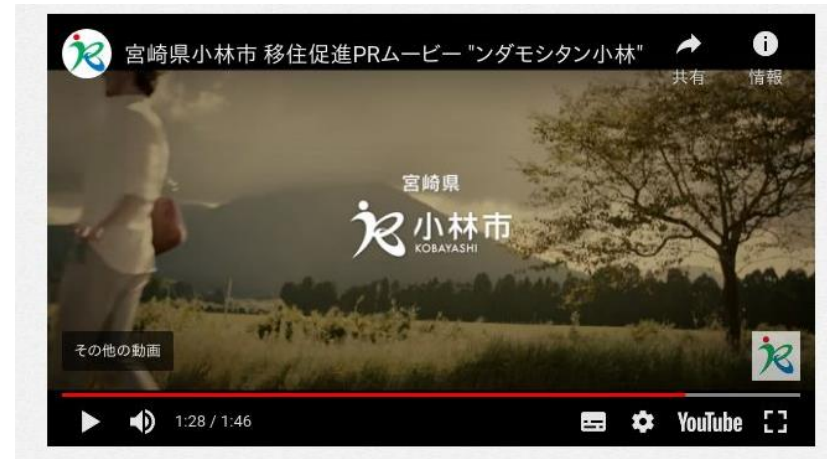 宮崎県小林市 移住促進PRムービー "ンダモシタン小林"
共有
情報
宮崎県
小林市
KOBAYASHI
その他の動画
1:28 / 1:46
YouTube